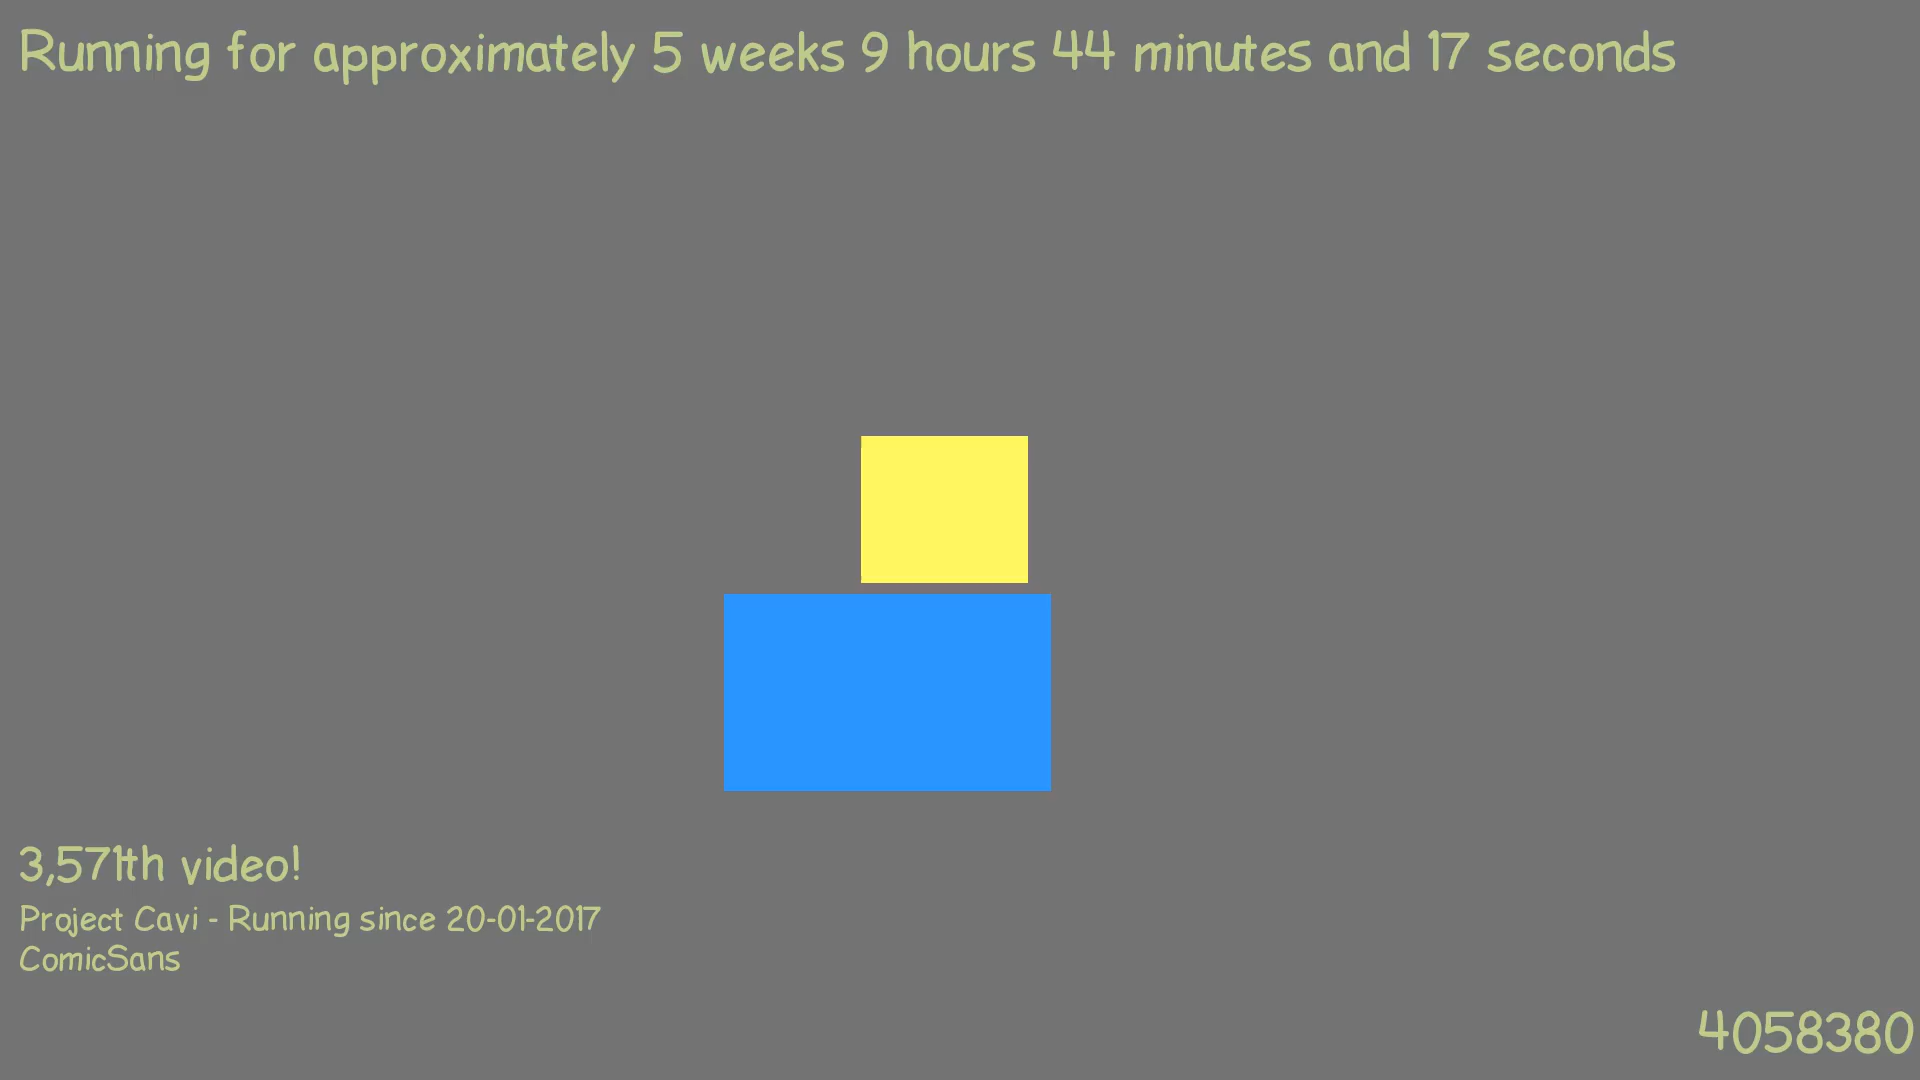 Running for approximately 5 weeks 9 hours 44 minutes and 17 seconds
3,571th video!
Project Cavi - Running since 20-01-2017
ComicSans
4058380